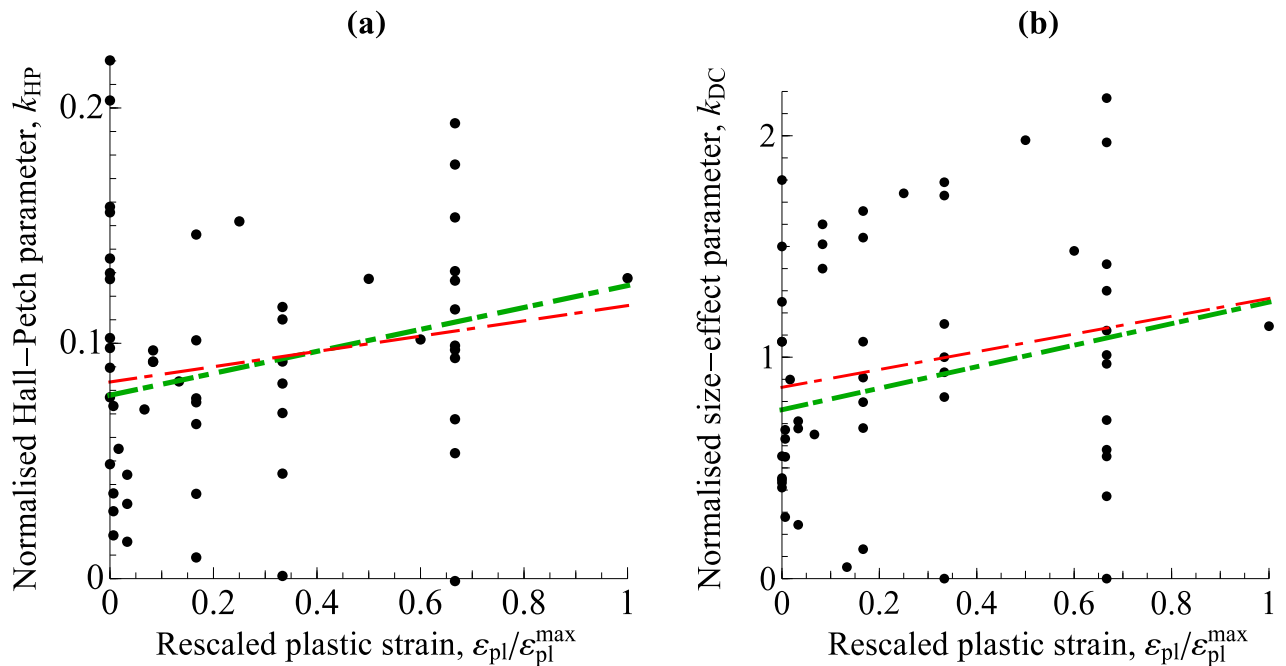 (a)
Normalised Hall–Petch parameter, k_HP
0.2
0.1
0
0 0.2 0.4 0.6 0.8 1
Rescaled plastic strain, ε_pl/ε_pl^max
(b)
Normalised size–effect parameter, k_DC
2
1
0
0 0.2 0.4 0.6 0.8 1
Rescaled plastic strain, ε_pl/ε_pl^max